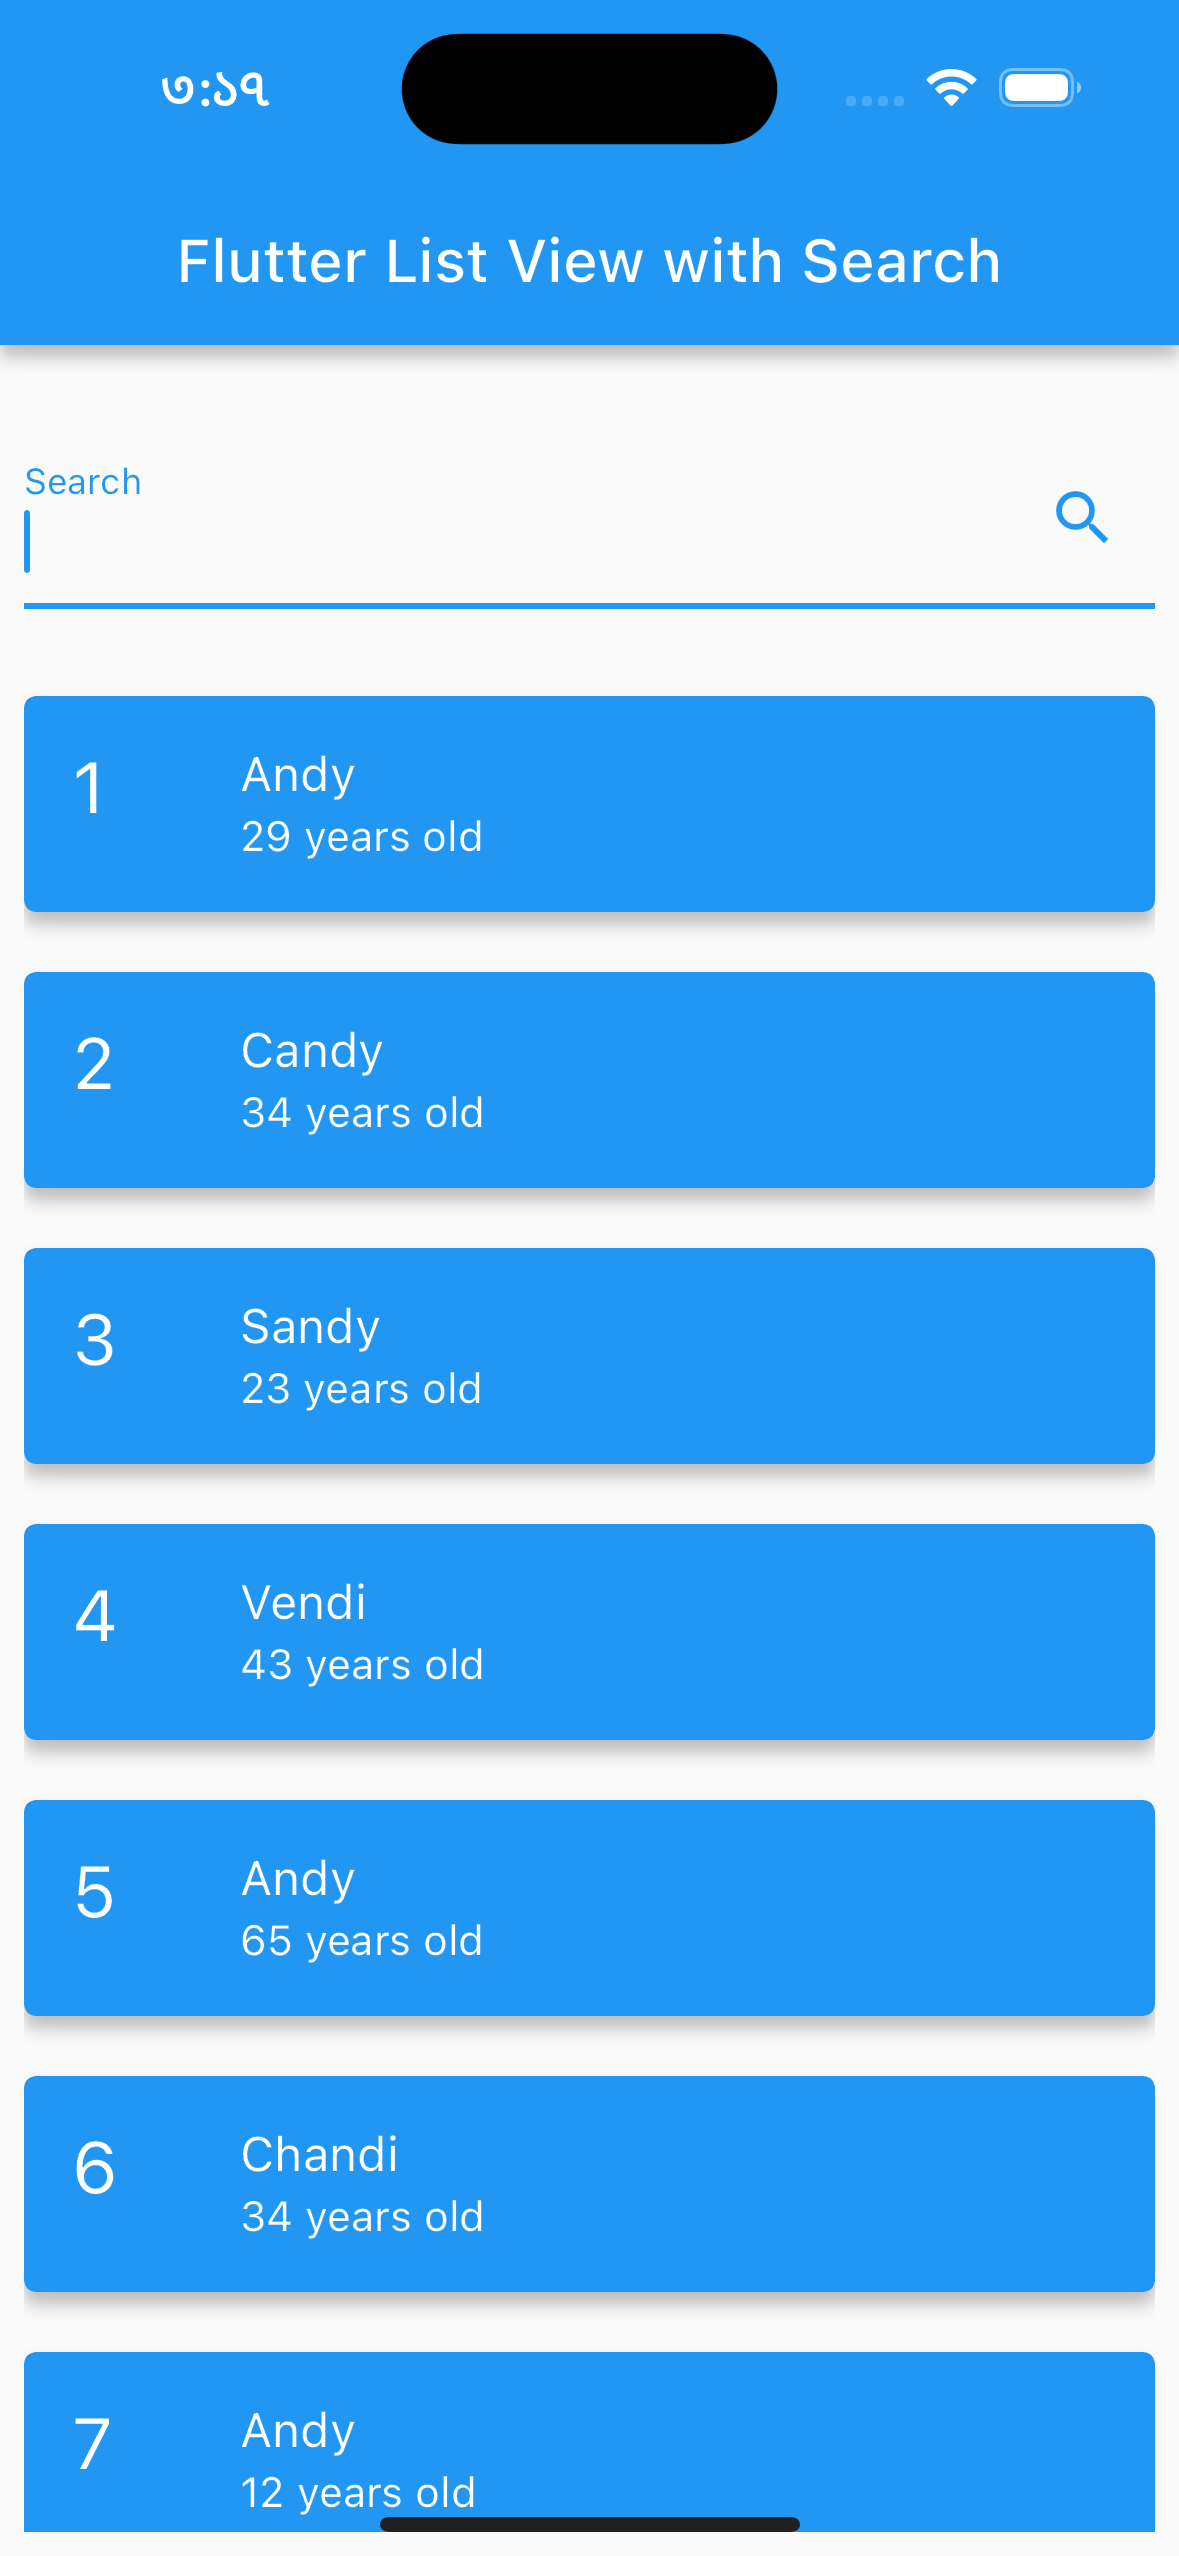 ৩:১৭
Flutter List View with Search
Search
1
Andy
29 years old
2
Candy
34 years old
3
Sandy
23 years old
4
Vendi
43 years old
5
Andy
65 years old
6
Chandi
34 years old
7
Andy
12 years old